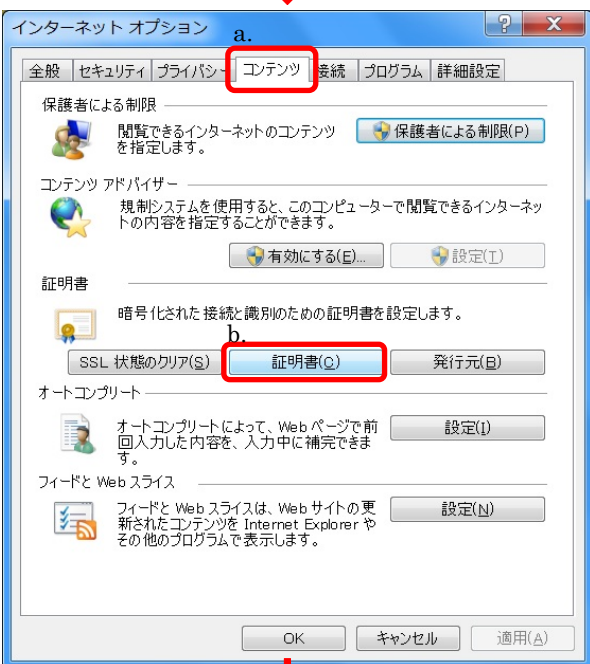 インターネット オプション
a.
全般 セキュリティ プライバシー コンテンツ 接続 プログラム 詳細設定
保護者による制限
閲覧できるインターネットのコンテンツ
を指定します。
保護者による制限(P)
コンテンツ アドバイザー
規制システムを使用すると、このコンピューターで閲覧できるインターネッ
トの内容を指定することができます。
有効にする(E)... 設定(T)
証明書
暗号化された接続と識別のための証明書を設定します。
b.
SSL 状態のクリア(S) 証明書(C) 発行元(B)
オートコンプリート
オートコンプリートによって、Web ページで前
回入力した内容を、入力中に補完できま
す。
設定(I)
フィードと Web スライス
フィードと Web スライスは、Web サイトの更
新されたコンテンツを Internet Explorer や
その他のプログラムで表示します。
設定(N)
OK キャンセル 適用(A)